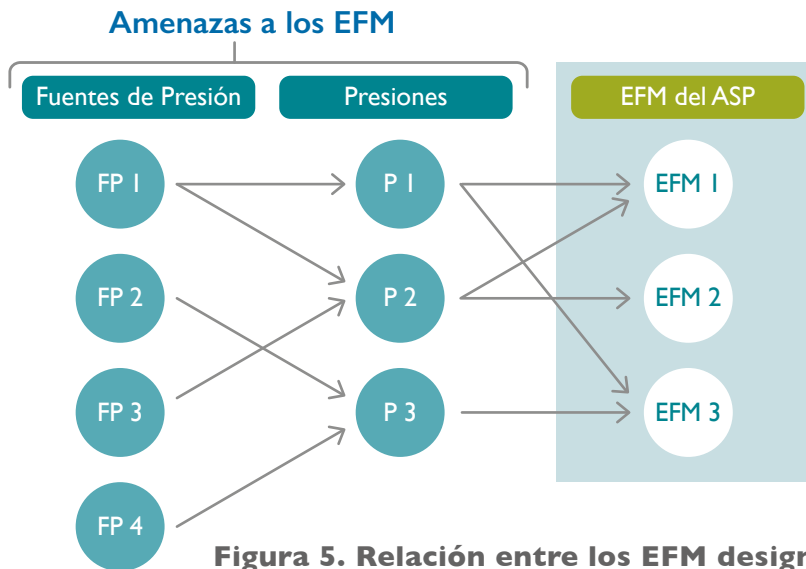 Amenazas a los EFM
Fuentes de Presión Presiones EFM del ASP
FP 1 P 1 EFM 1
FP 2 P 2 EFM 2
FP 3 P 3 EFM 3
FP 4
Figura 5. Relación entre los EFM design